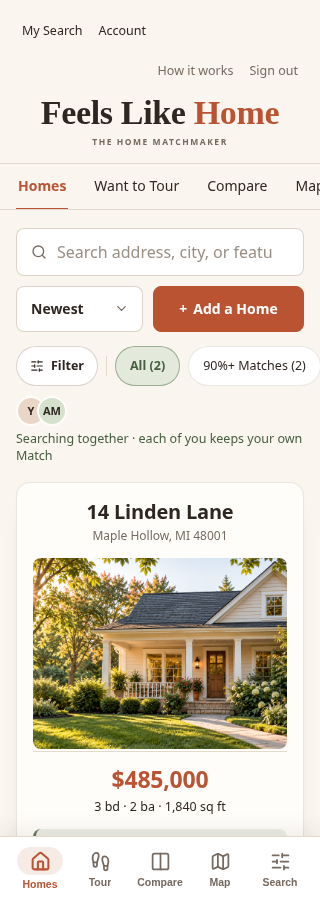 My Search Account
How it works Sign out
Feels Like Home
THE HOME MATCHMAKER
Homes Want to Tour Compare Map
Search address, city, or featu
Newest + Add a Home
Filter All (2) 90%+ Matches (2)
Y AM
Searching together · each of you keeps your own
Match
14 Linden Lane
Maple Hollow, MI 48001
$485,000
3 bd · 2 ba · 1,840 sq ft
Homes Tour Compare Map Search